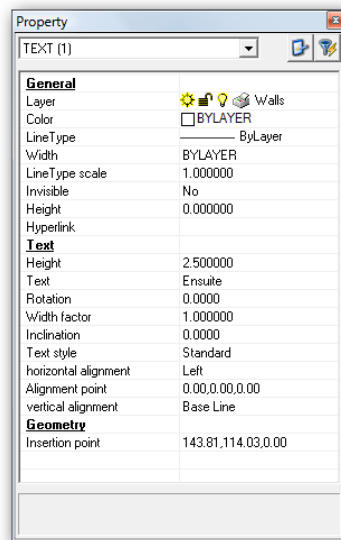 Property
TEXT (1)
General
Layer Walls
Color BYLAYER
LineType ByLayer
Width BYLAYER
LineType scale 1.000000
Invisible No
Height 0.000000
Hyperlink
Text
Height 2.500000
Text Ensuite
Rotation 0.0000
Width factor 1.000000
Inclination 0.0000
Text style Standard
horizontal alignment Left
Alignment point 0.00,0.00,0.00
vertical alignment Base Line
Geometry
Insertion point 143.81,114.03,0.00